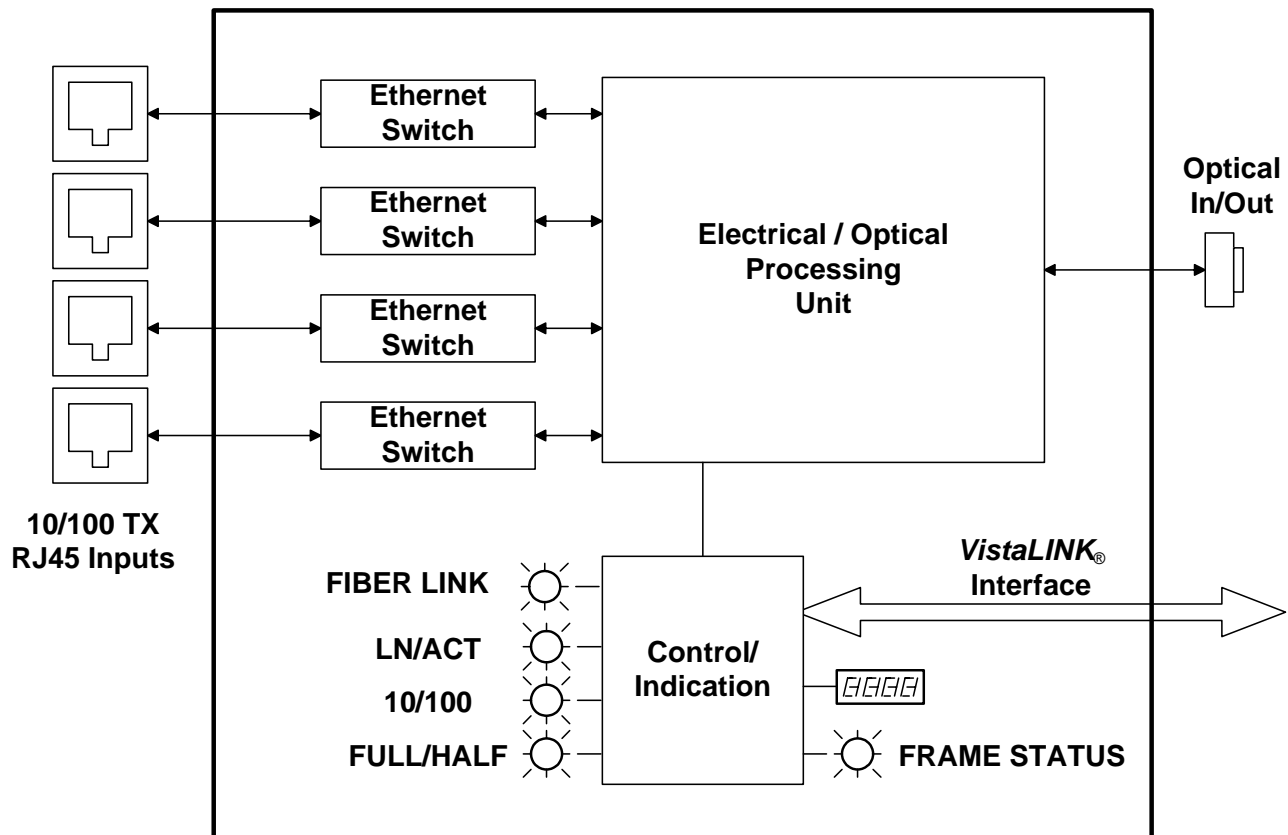 Ethernet
Switch
Ethernet
Switch
Ethernet
Switch
Ethernet
Switch
Electrical / Optical
Processing
Unit
Optical
In/Out
10/100 TX
RJ45 Inputs
VistaLINK®
Interface
FIBER LINK
LN/ACT
10/100
FULL/HALF
Control/
Indication
FRAME STATUS